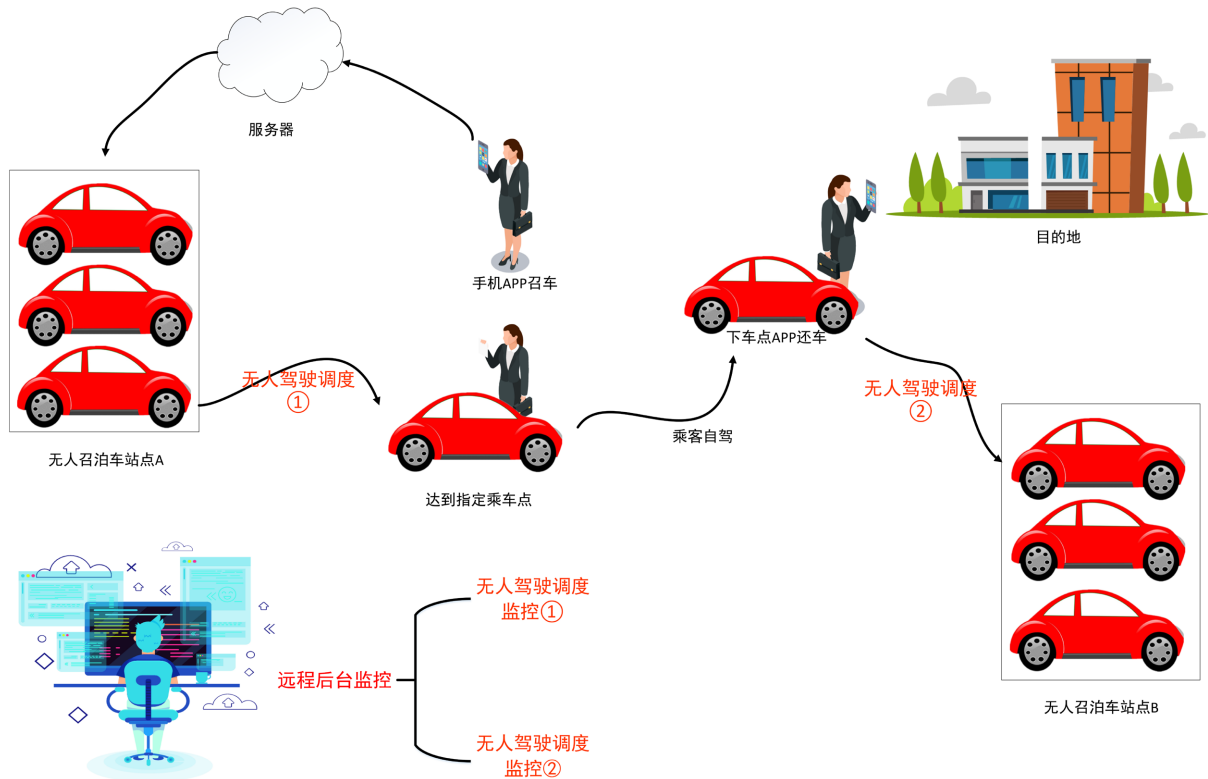 服务器
手机APP召车
目的地
下车点APP还车
无人驾驶调度
①
无人驾驶调度
②
乘客自驾
无人召泊车站点A
达到指定乘车点
无人驾驶调度
监控①
远程后台监控
无人召泊车站点B
无人驾驶调度
监控②